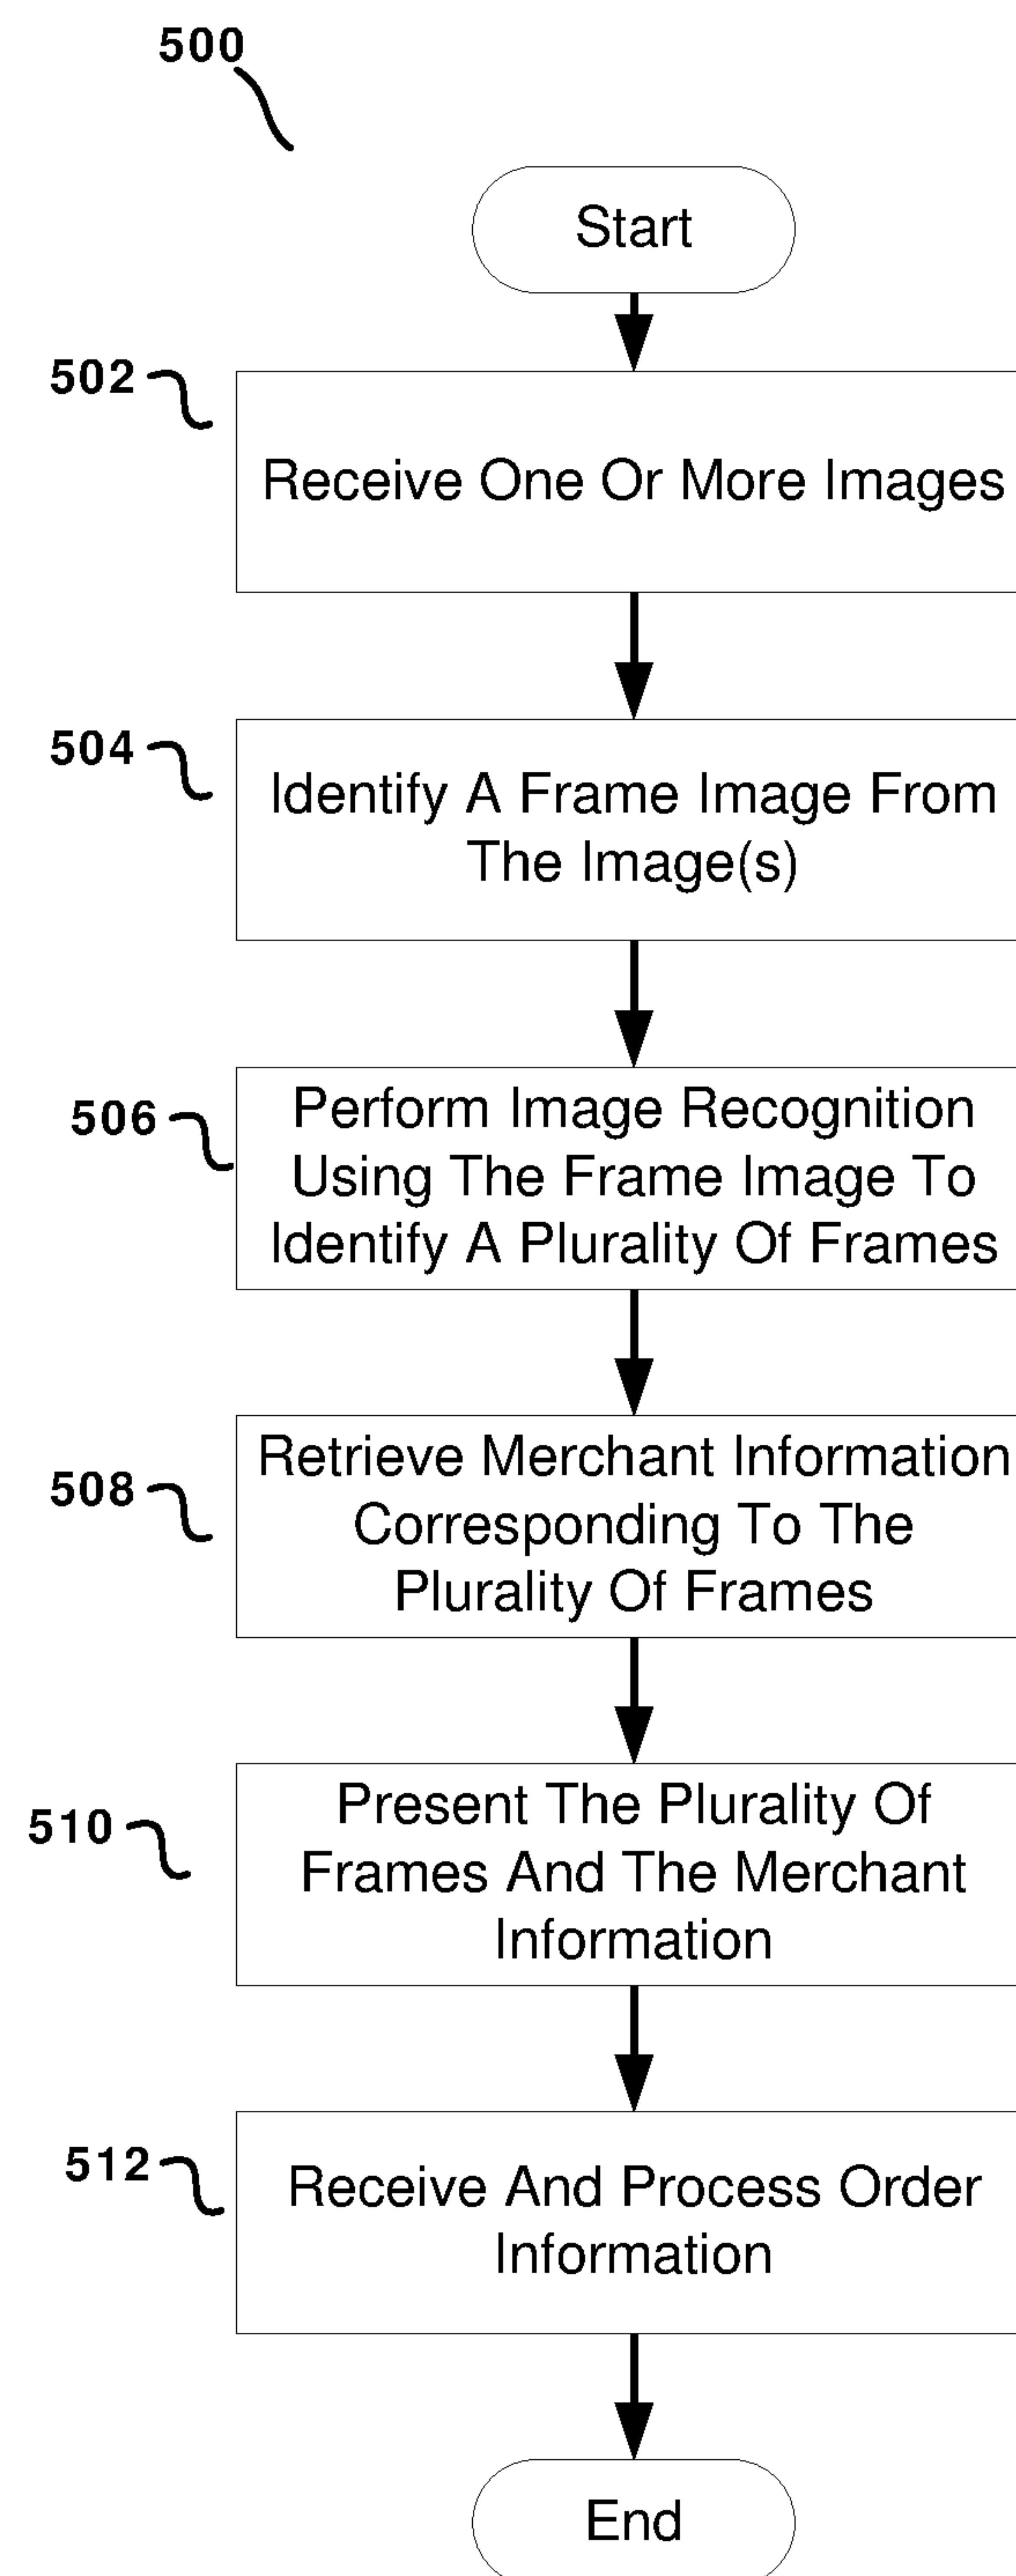 500
Start
502
Receive One Or More Images
504
Identify A Frame Image From
The Image(s)
506
Perform Image Recognition
Using The Frame Image To
Identify A Plurality Of Frames
508
Retrieve Merchant Information
Corresponding To The
Plurality Of Frames
510
Present The Plurality Of
Frames And The Merchant
Information
512
Receive And Process Order
Information
End